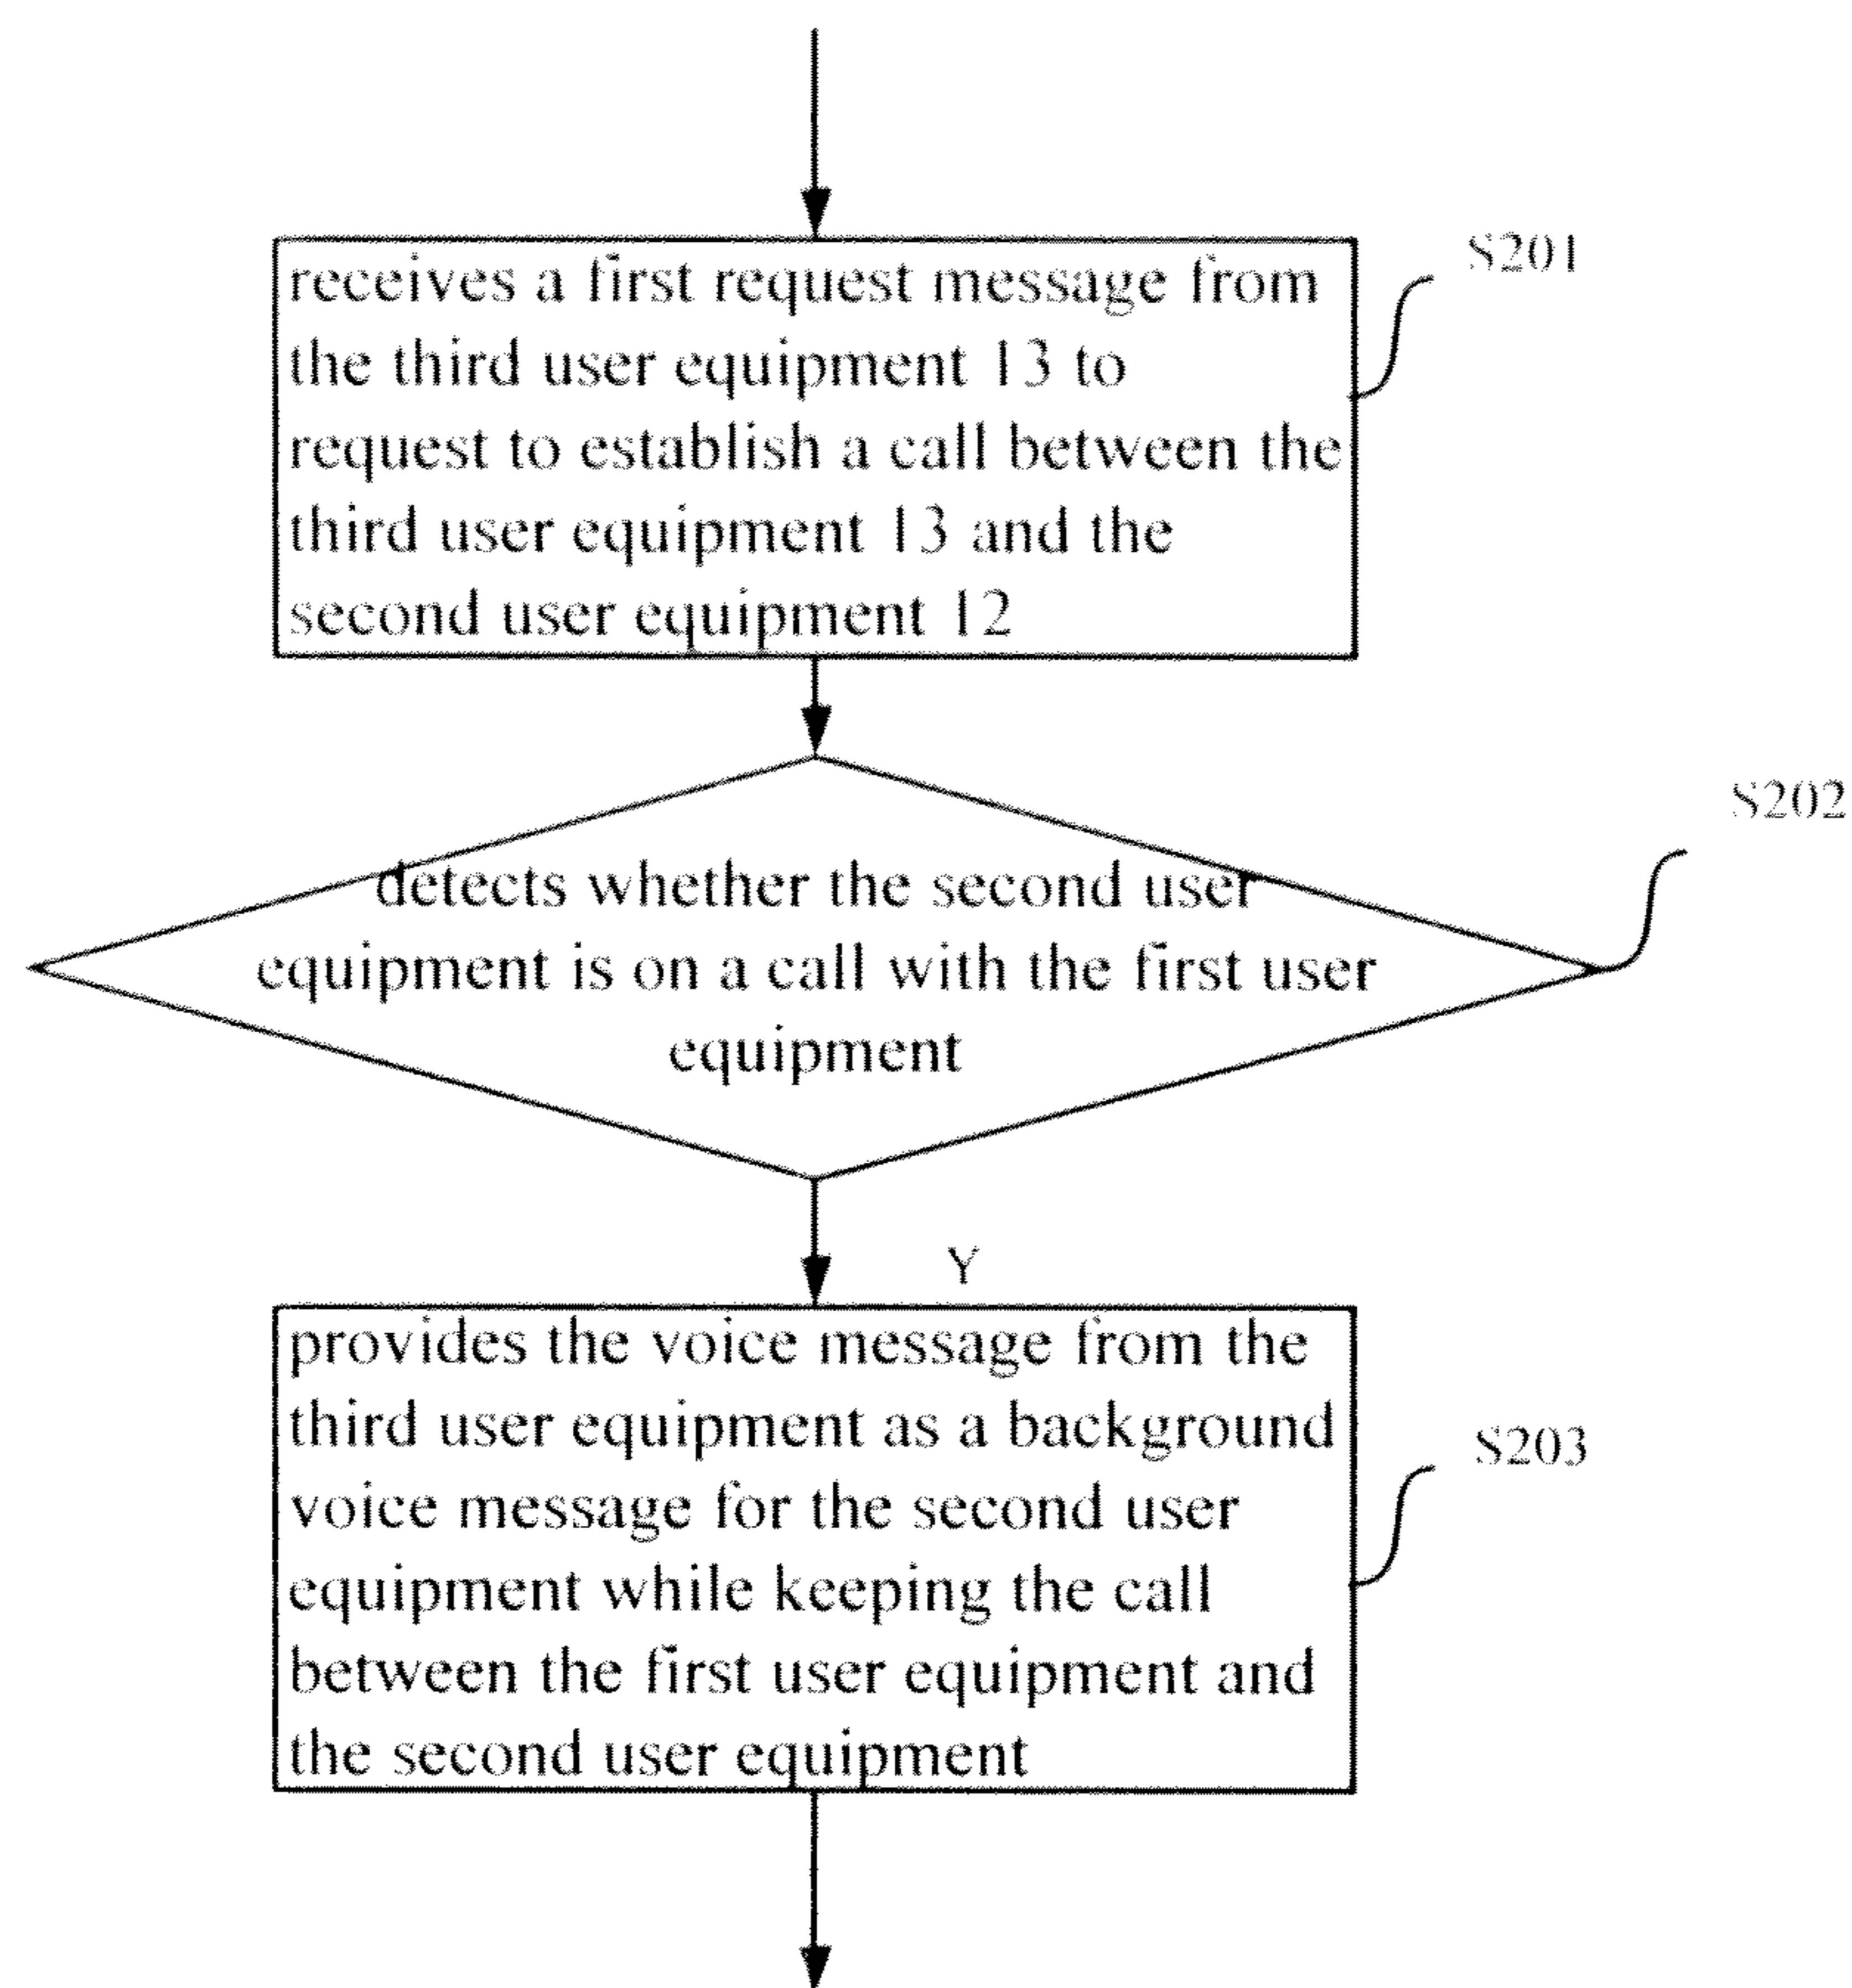 S201
receives a first request message from
the third user equipment 13 to
request to establish a call between the
third user equipment 13 and the
second user equipment 12
S202
detects whether the second user
equipment is on a call with the first user
equipment
Y
provides the voice message from the
third user equipment as a background
voice message for the second user
equipment while keeping the call
between the first user equipment and
the second user equipment
S203